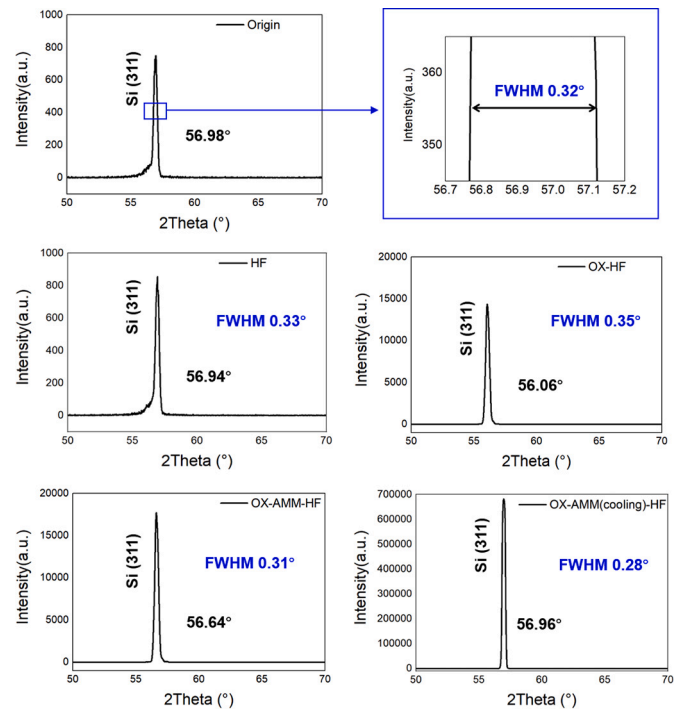 Origin
Intensity(a.u.)
1000
800
600
400
200
0
Si (311)
56.98°
50
55
60
65
70
2Theta (°)
Intensity(a.u.)
360
350
FWHM 0.32°
56.7
56.8
56.9
57.0
57.1
57.2
HF
Intensity(a.u.)
1000
800
600
400
200
0
Si (311)
FWHM 0.33°
56.94°
50
55
60
65
70
2Theta (°)
OX-HF
Intensity(a.u.)
20000
15000
10000
5000
0
Si (311)
FWHM 0.35°
56.06°
50
55
60
65
70
2Theta (°)
OX-AMM-HF
Intensity(a.u.)
20000
15000
10000
5000
0
Si (311)
FWHM 0.31°
56.64°
50
55
60
65
70
2Theta (°)
OX-AMM(cooling)-HF
Intensity(a.u.)
700000
600000
500000
400000
300000
200000
100000
0
Si (311)
FWHM 0.28°
56.96°
50
55
60
65
70
2Theta (°)